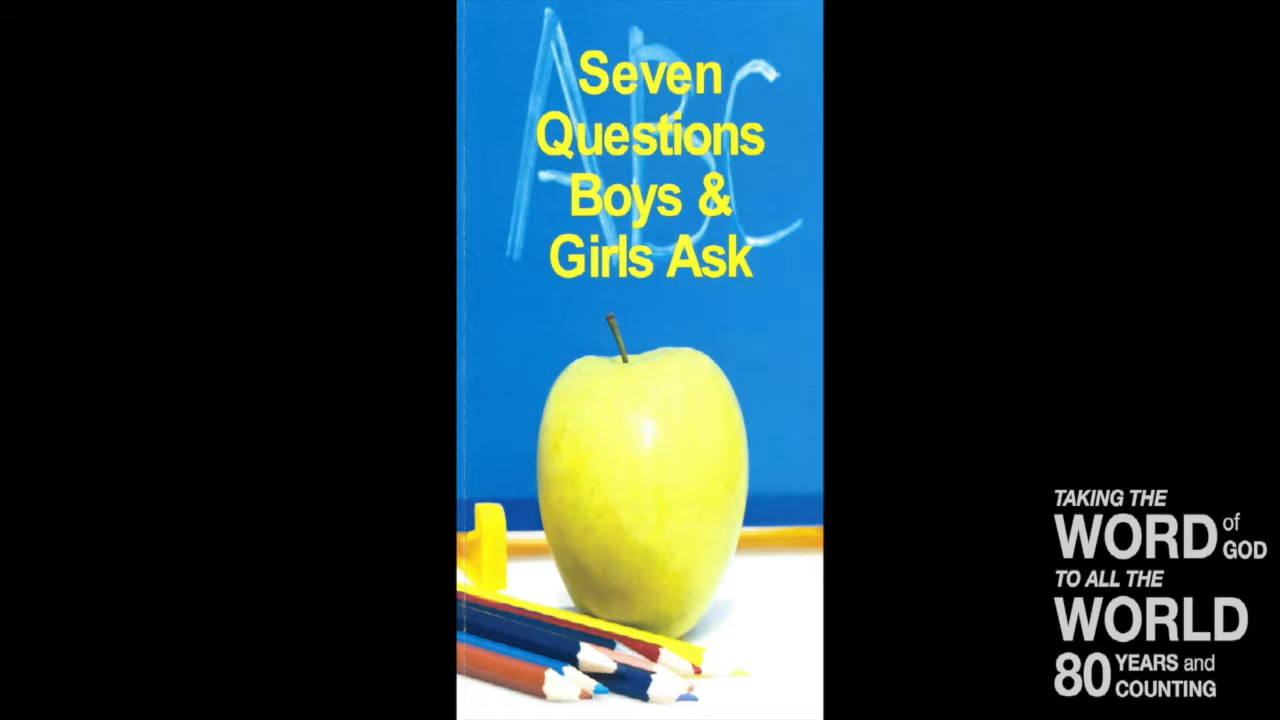 ABC
Seven
Questions
Boys &
Girls Ask
TAKING THE
WORD of GOD
TO ALL THE
WORLD
80 YEARS and
COUNTING